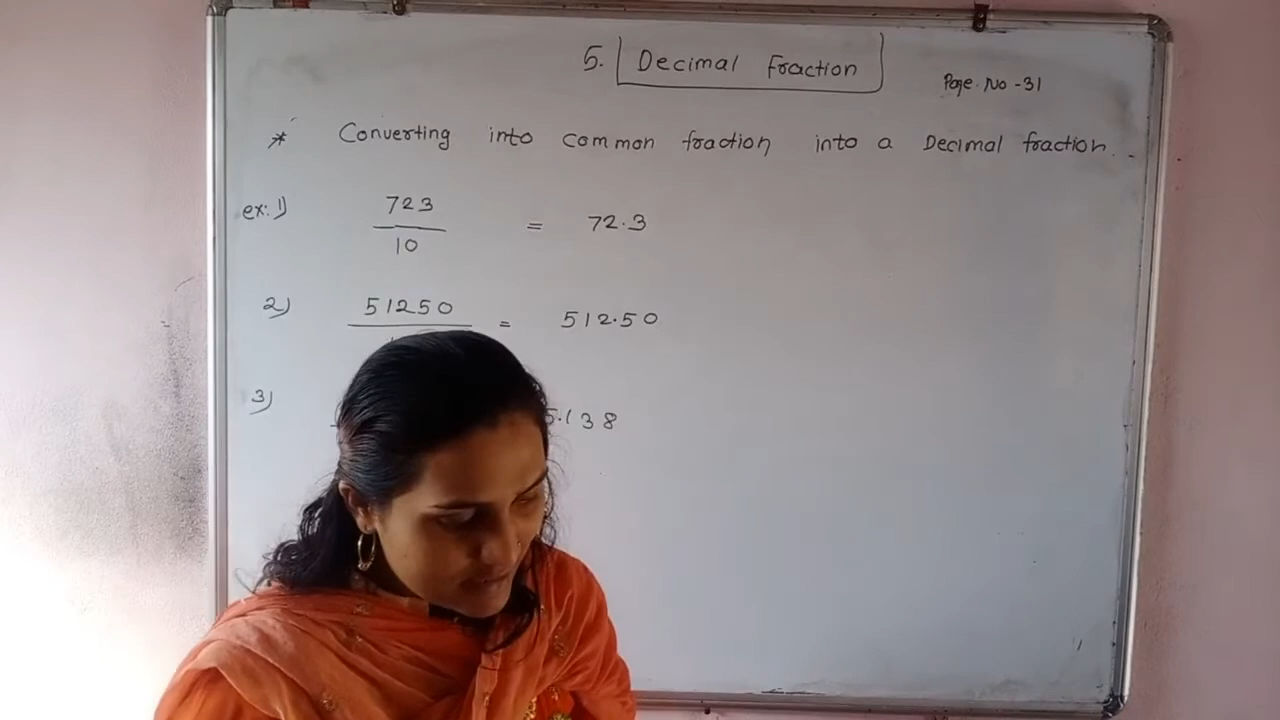 5. Decimal Fraction
Page. No -31
* Converting into common fraction into a Decimal fraction.
ex: 1) 723
10
= 72.3
2) 51250
= 512.50
3)
5.138